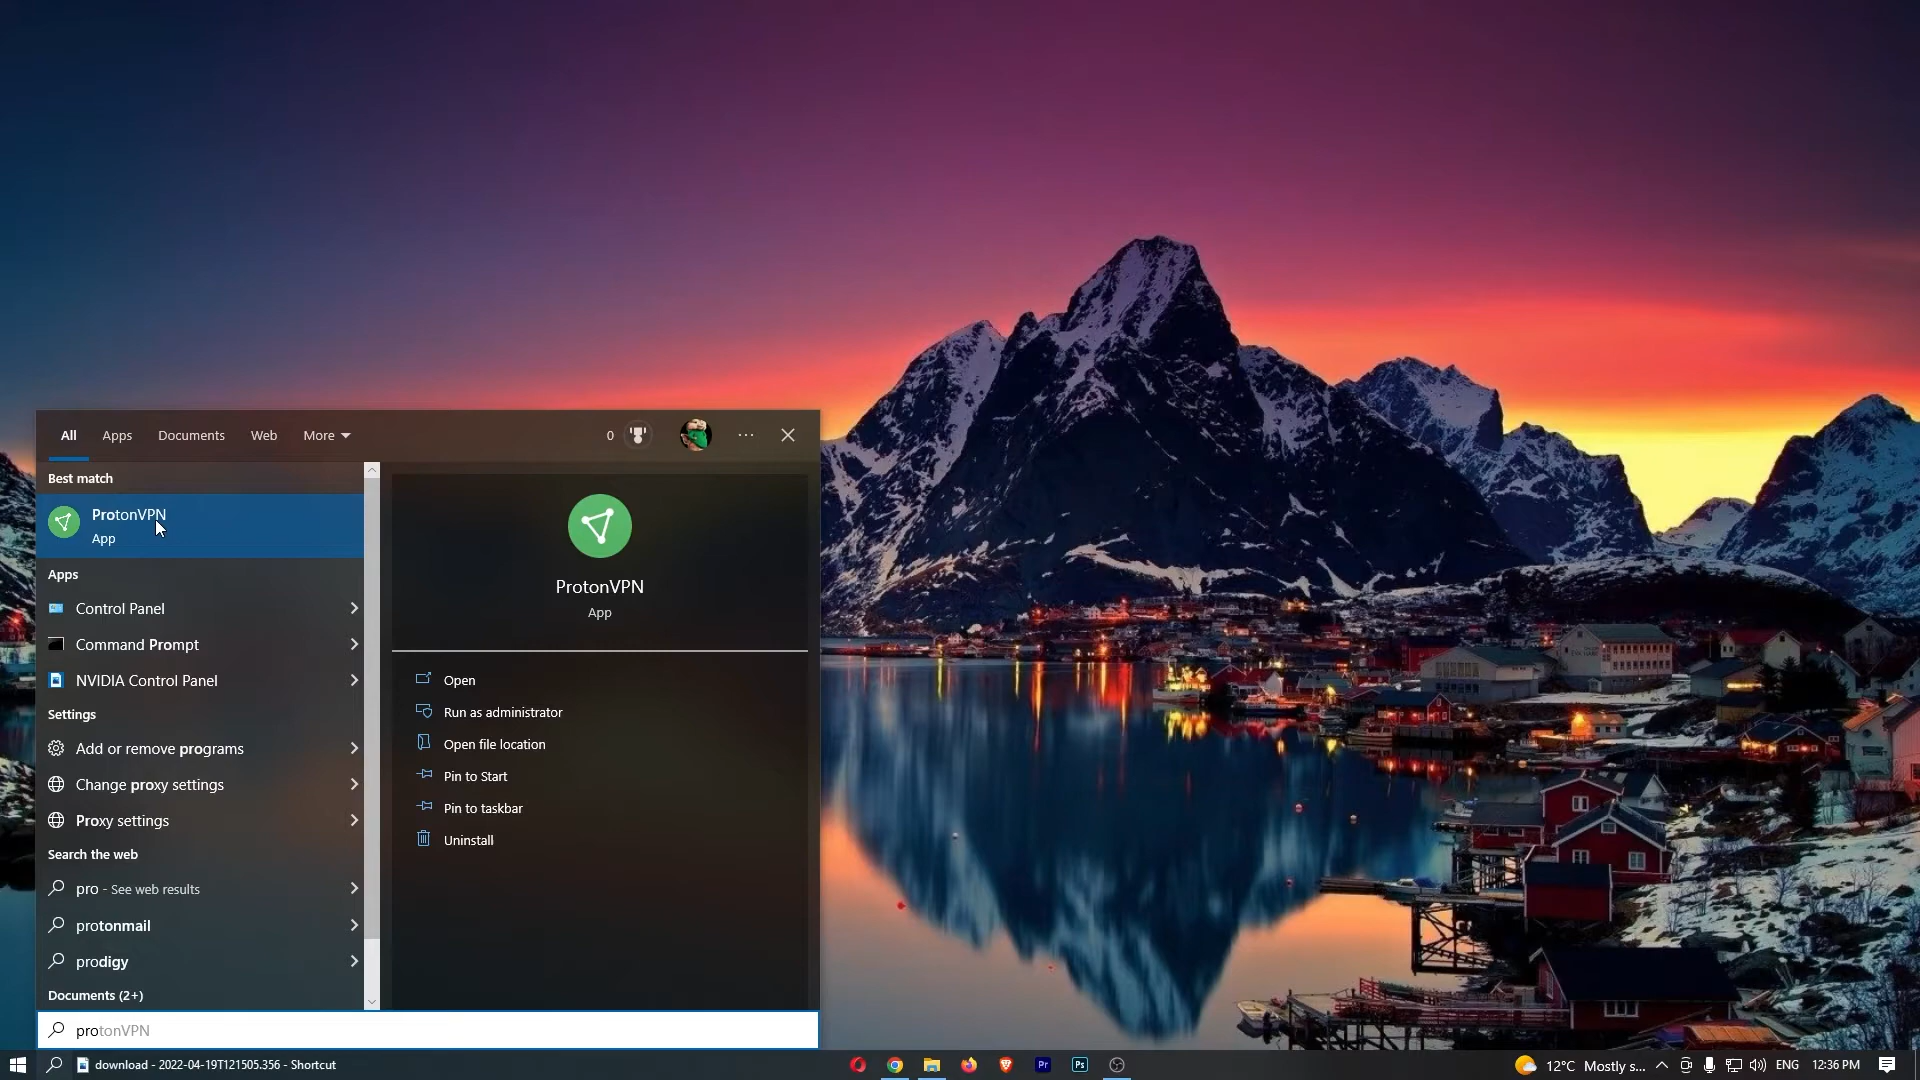 All
Apps
Documents
Web
More
0
Best match
ProtonVPN
App
Apps
Control Panel
Command Prompt
NVIDIA Control Panel
Settings
Add or remove programs
Change proxy settings
Proxy settings
Search the web
pro - See web results
protonmail
prodigy
Documents (2+)
ProtonVPN
App
Open
Run as administrator
Open file location
Pin to Start
Pin to taskbar
Uninstall
protonVPN
download - 2022-04-19T121505.356 - Shortcut
Pr
Ps
12°C Mostly s...
ENG
12:36 PM